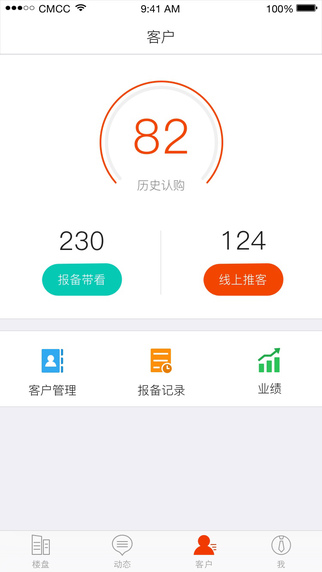 CMCC 9:41 AM 100%
客户
82
历史认购
230 124
报备带看 线上推客
客户管理 报备记录 业绩
楼盘 动态 客户 我